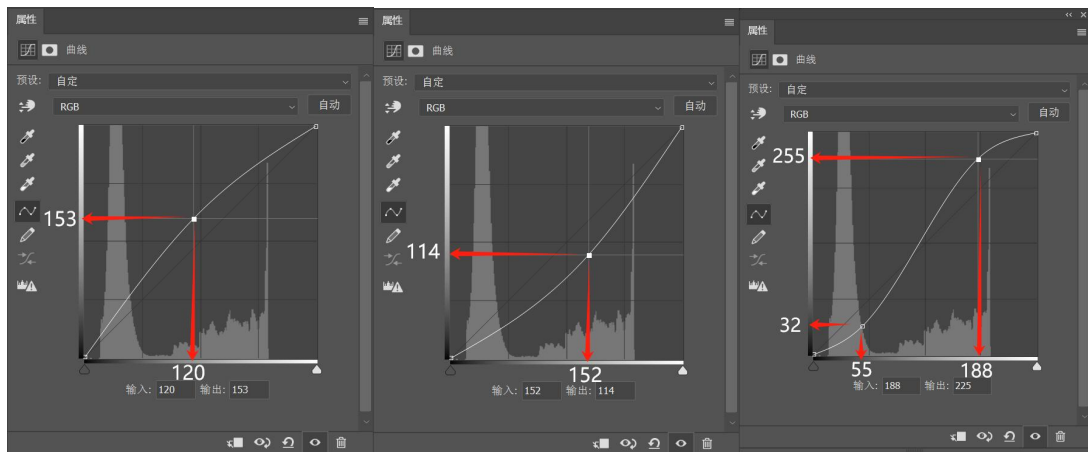 属性
曲线
预设: 自定
RGB 自动
153
120
输入: 120 输出: 153
属性
曲线
预设: 自定
RGB 自动
114
152
输入: 152 输出: 114
属性
曲线
预设: 自定
RGB 自动
255
32
55 188
输入: 188 输出: 225